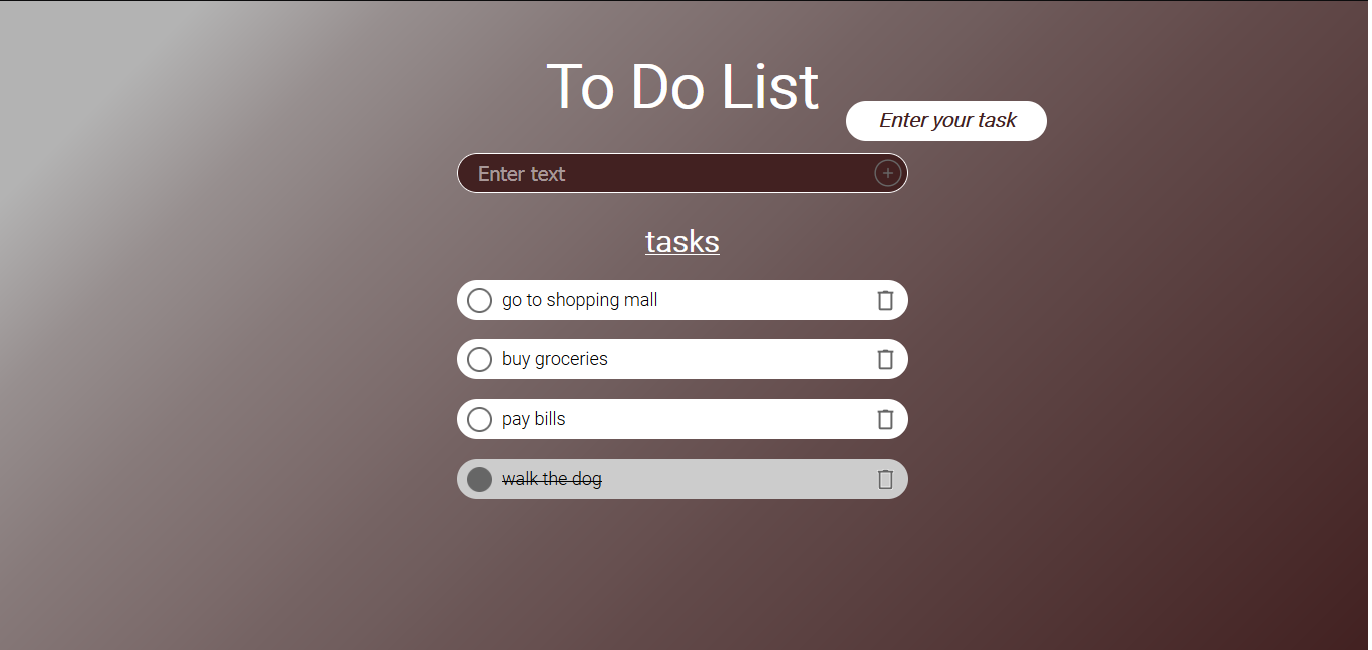 To Do List
Enter your task
Enter text
tasks
go to shopping mall
buy groceries
pay bills
walk the dog